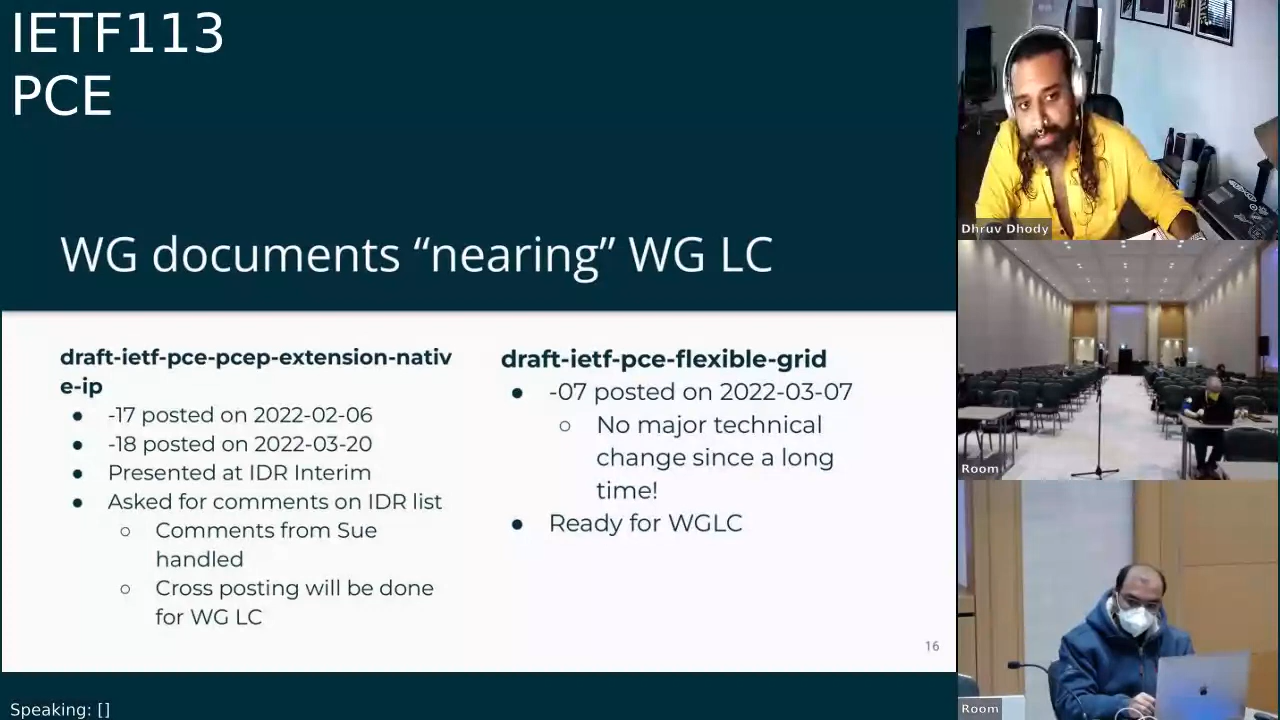 IETF113
PCE
WG documents “nearing” WG LC
draft-ietf-pce-pcep-extension-nativ
e-ip
● -17 posted on 2022-02-06
● -18 posted on 2022-03-20
● Presented at IDR Interim
● Asked for comments on IDR list
○ Comments from Sue
handled
○ Cross posting will be done
for WG LC
draft-ietf-pce-flexible-grid
● -07 posted on 2022-03-07
○ No major technical
change since a long
time!
● Ready for WGLC
16
Speaking: []
Dhruv Dhody
Room
Room